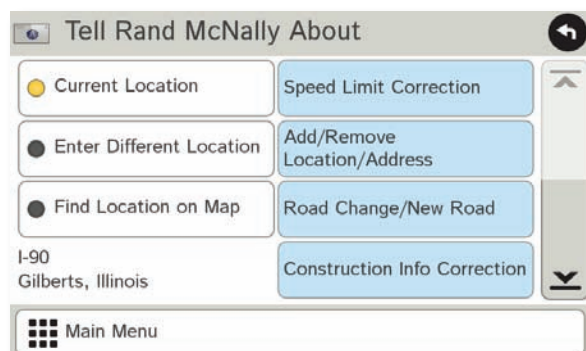 Tell Rand McNally About
Current Location
Speed Limit Correction
Enter Different Location
Add/Remove
Location/Address
Find Location on Map
Road Change/New Road
I-90
Gilberts, Illinois
Construction Info Correction
Main Menu